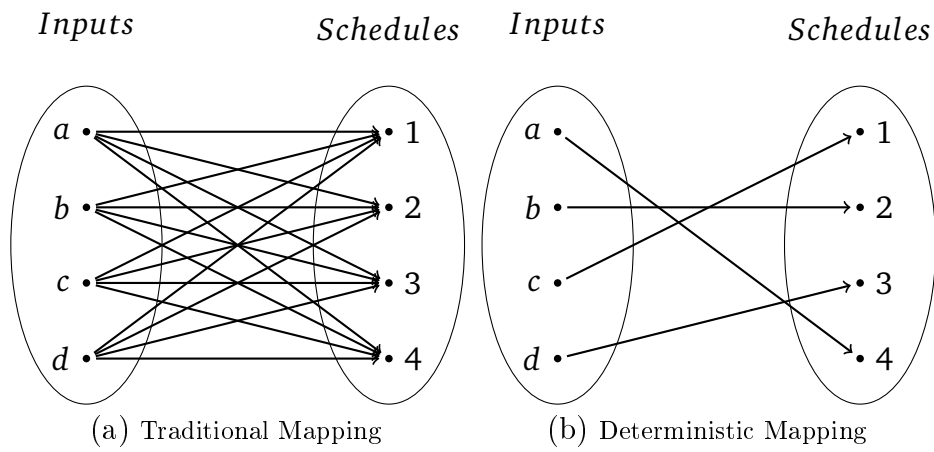 Inputs Schedules Inputs Schedules
a 1 a 1
b 2 b 2
c 3 c 3
d 4 d 4
(a) Traditional Mapping (b) Deterministic Mapping